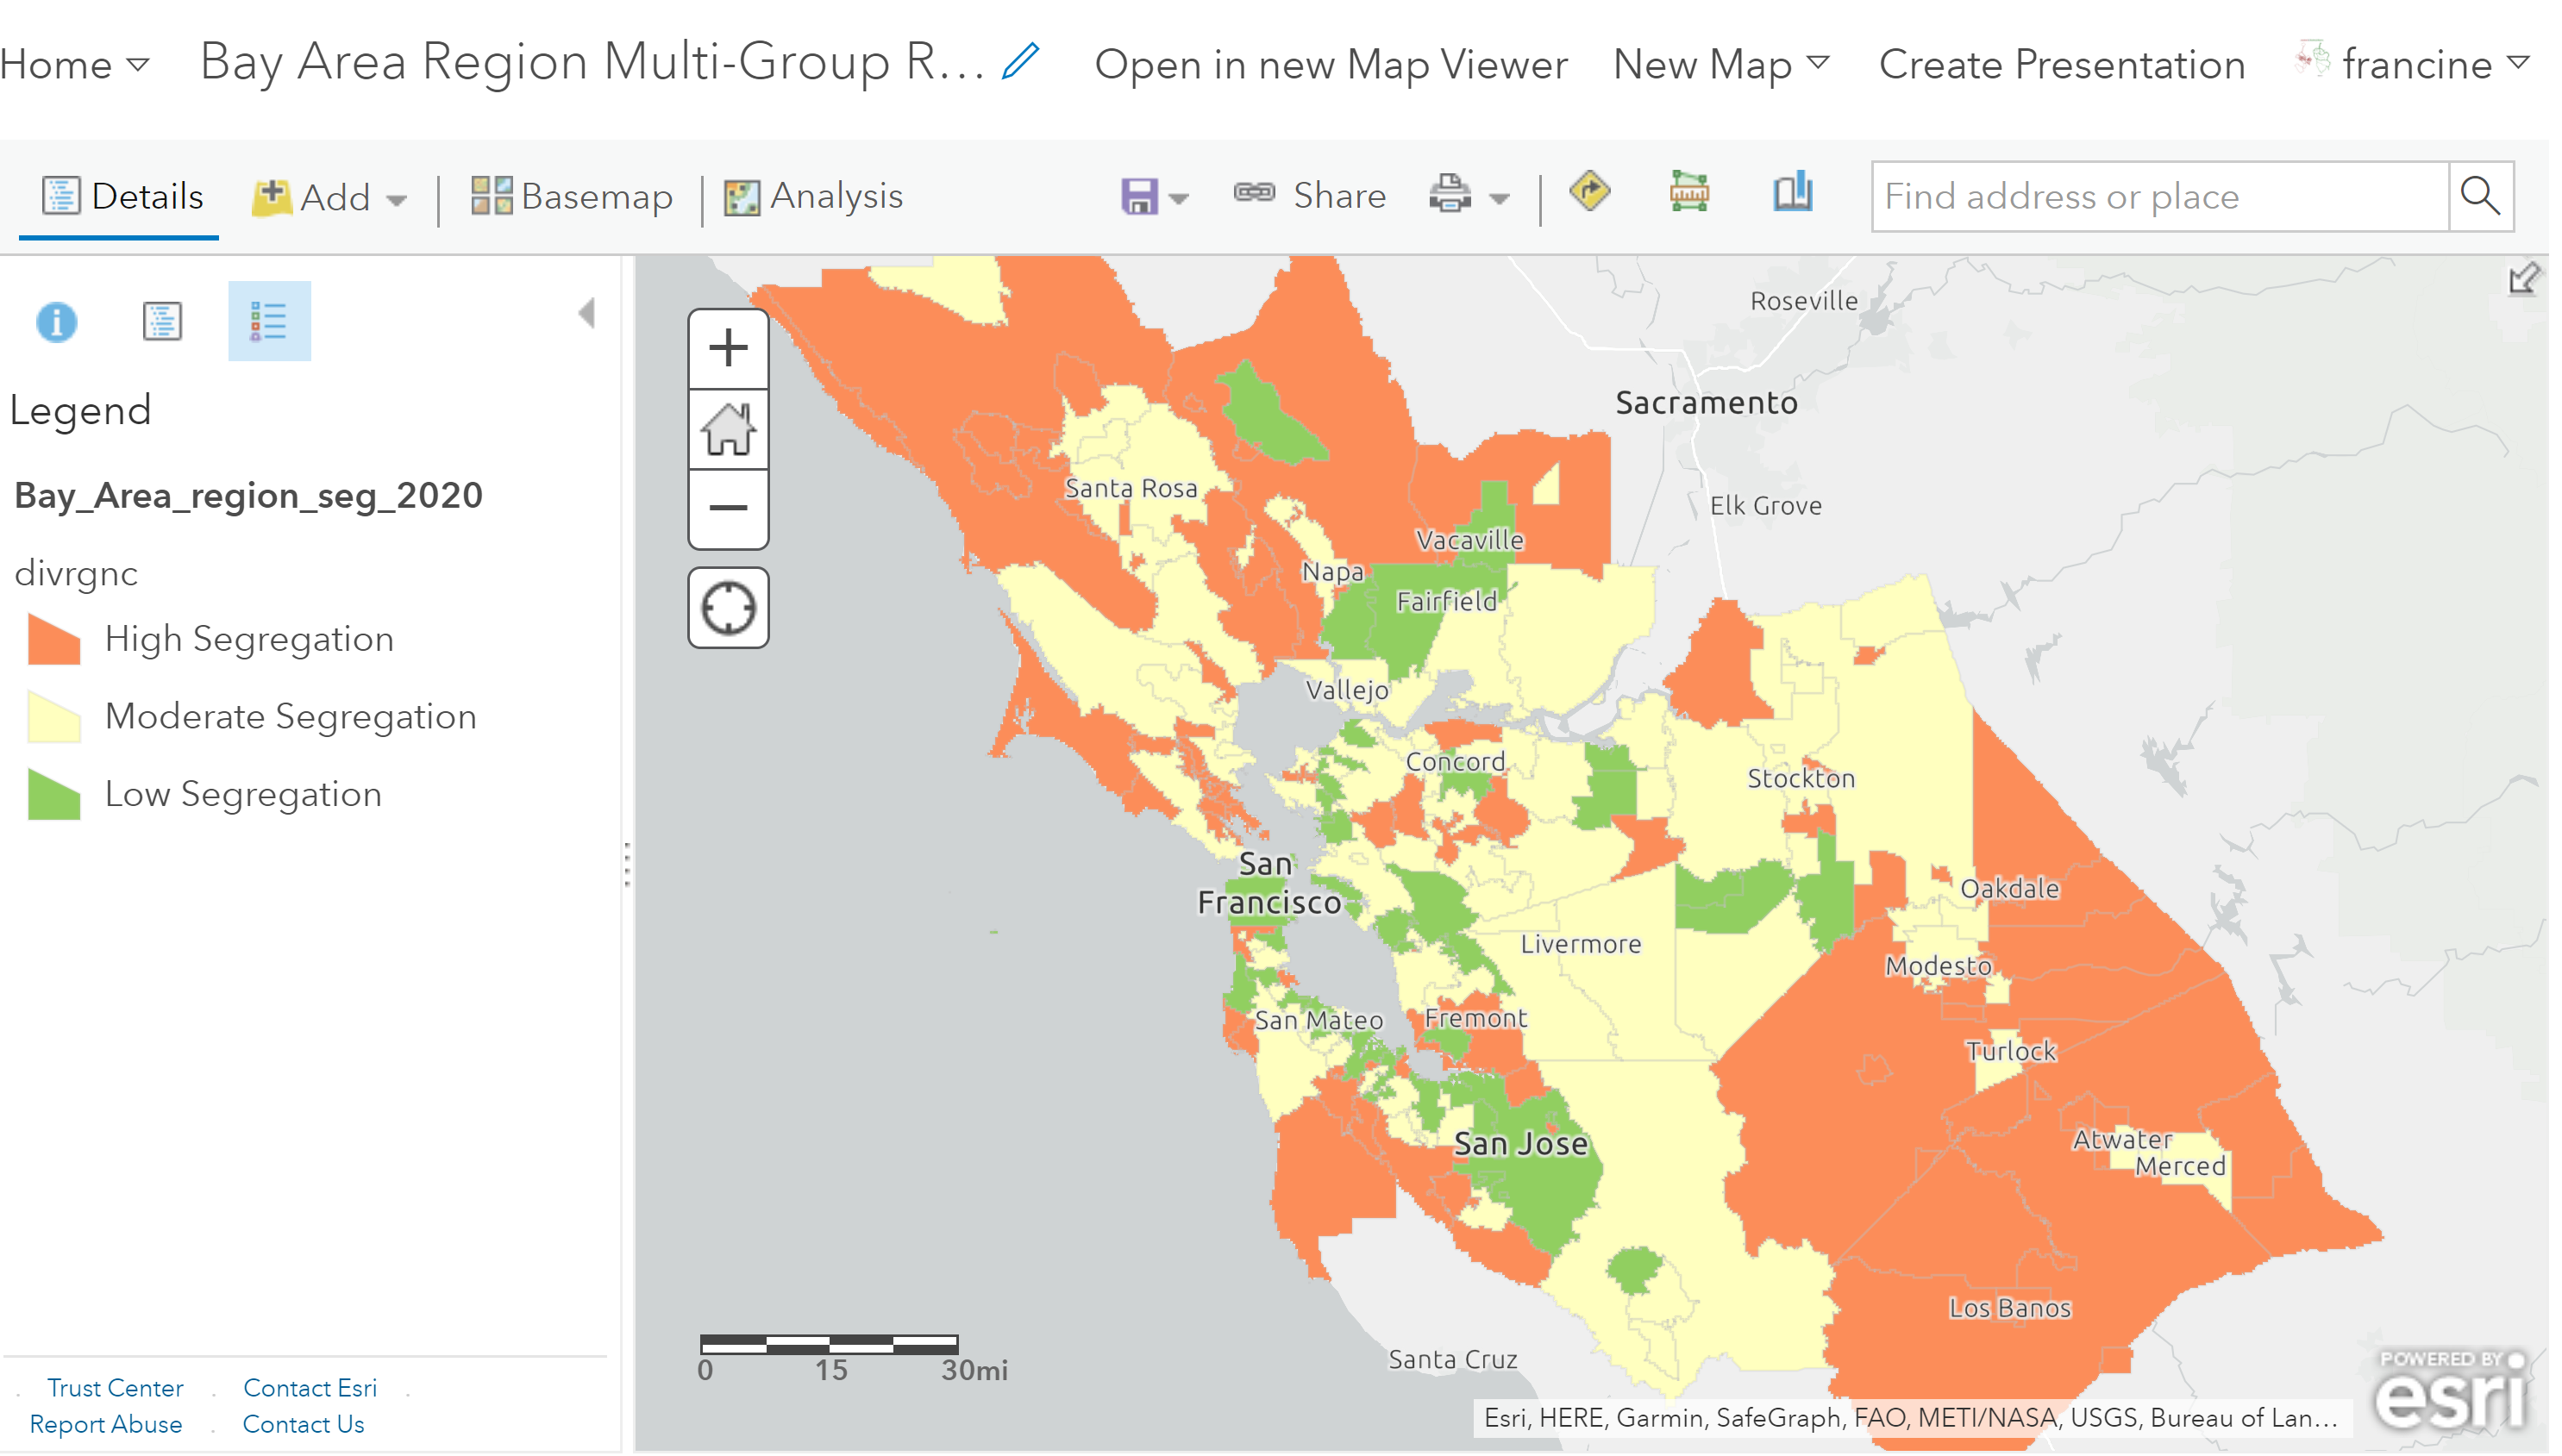 Home
Bay Area Region Multi-Group R...
Open in new Map Viewer
New Map
Create Presentation
francine
Details
Add
Basemap
Analysis
Share
Find address or place
Legend
Bay_Area_region_seg_2020
divrgnc
High Segregation
Moderate Segregation
Low Segregation
Trust Center
Contact Esri
Report Abuse
Contact Us
Roseville
Sacramento
Elk Grove
Santa Rosa
Vacaville
Napa
Fairfield
Vallejo
Concord
Stockton
San
Francisco
Oakdale
Livermore
Modesto
San Mateo
Fremont
Turlock
San Jose
Atwater
Merced
Los Banos
Santa Cruz
0 15 30mi
Esri, HERE, Garmin, SafeGraph, FAO, METI/NASA, USGS, Bureau of Lan...
POWERED BY
esri